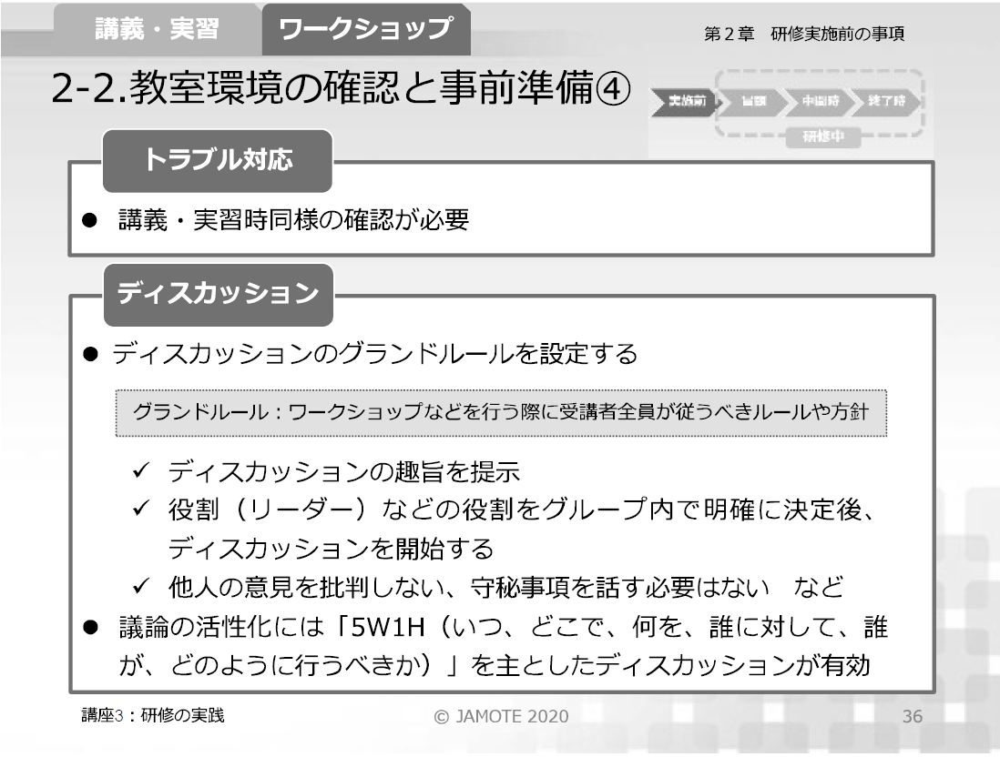 講義・実習
ワークショップ
第2章　研修実施前の事項
2-2.教室環境の確認と事前準備④
実施前
冒頭
中間時
終了時
研修中
トラブル対応
● 講義・実習時同様の確認が必要
ディスカッション
● ディスカッションのグランドルールを設定する
グランドルール：ワークショップなどを行う際に受講者全員が従うべきルールや方針
✓ ディスカッションの趣旨を提示
✓ 役割（リーダー）などの役割をグループ内で明確に決定後、
ディスカッションを開始する
✓ 他人の意見を批判しない、守秘事項を話す必要はない　など
● 議論の活性化には「5W1H（いつ、どこで、何を、誰に対して、誰
が、どのように行うべきか）」を主としたディスカッションが有効
講座3：研修の実践
© JAMOTE 2020
36